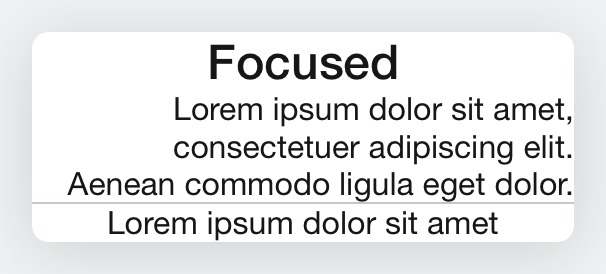 Focused
Lorem ipsum dolor sit amet,
consectetuer adipiscing elit.
Aenean commodo ligula eget dolor.
Lorem ipsum dolor sit amet